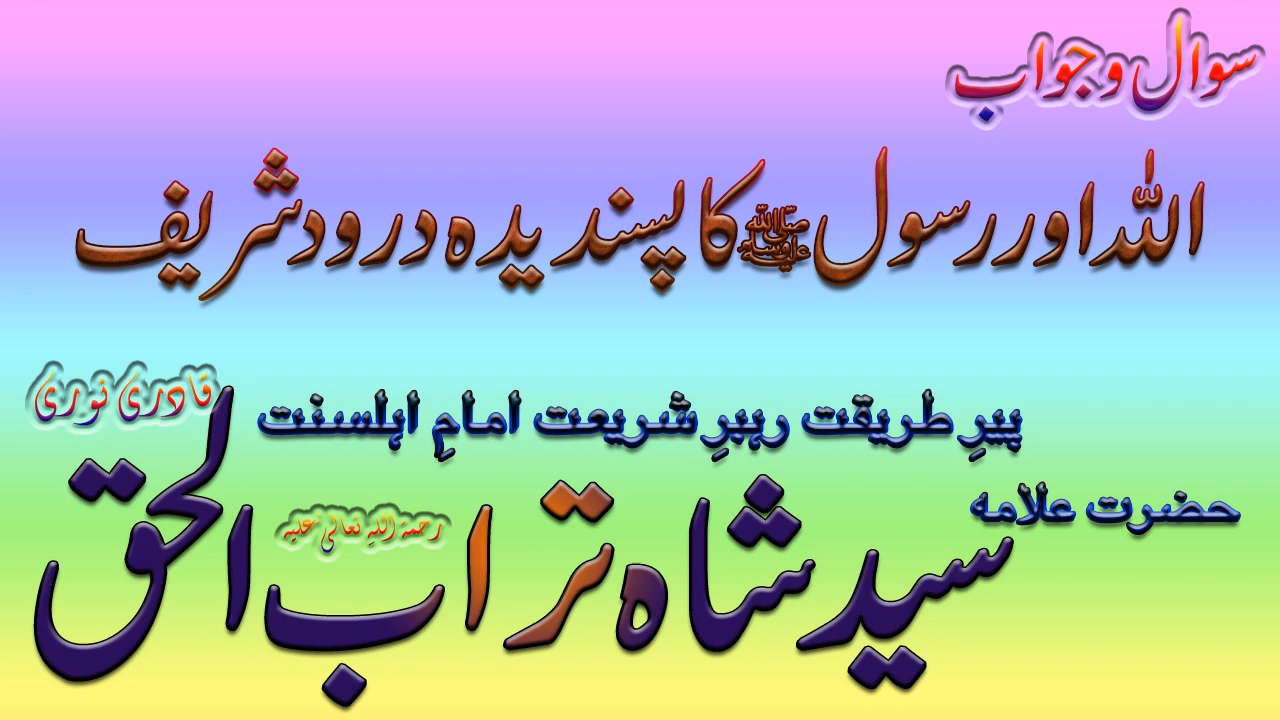 سوال و جواب
اللہ اور رسول ﷺ کا پسندیدہ درود شریف
پیرِ طریقت رہبرِ شریعت امامِ اہلسنت
حضرت علامہ
سید شاہ تراب الحق
رحمۃ اللہِ تعالیٰ علیہ
قادری نوری